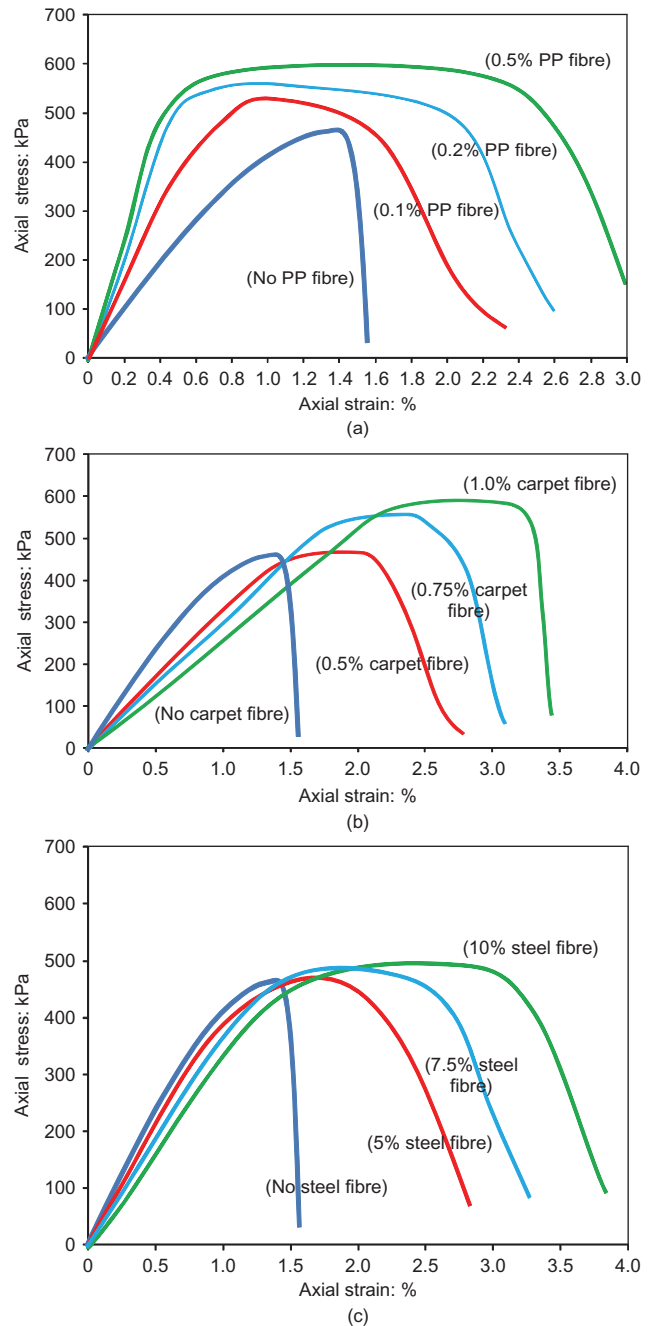 700
600
500
400
300
200
100
0
Axial stress: kPa
(0.5% PP fibre)
(0.2% PP fibre)
(0.1% PP fibre)
(No PP fibre)
0 0.2 0.4 0.6 0.8 1.0 1.2 1.4 1.6 1.8 2.0 2.2 2.4 2.6 2.8 3.0
Axial strain: %
(a)
700
600
500
400
300
200
100
0
Axial stress: kPa
(1.0% carpet fibre)
(0.75% carpet
fibre)
(0.5% carpet fibre)
(No carpet fibre)
0 0.5 1.0 1.5 2.0 2.5 3.0 3.5 4.0
Axial strain: %
(b)
700
600
500
400
300
200
100
0
Axial stress: kPa
(10% steel fibre)
(7.5% steel
fibre)
(5% steel fibre)
(No steel fibre)
0 0.5 1.0 1.5 2.0 2.5 3.0 3.5 4.0
Axial strain: %
(c)